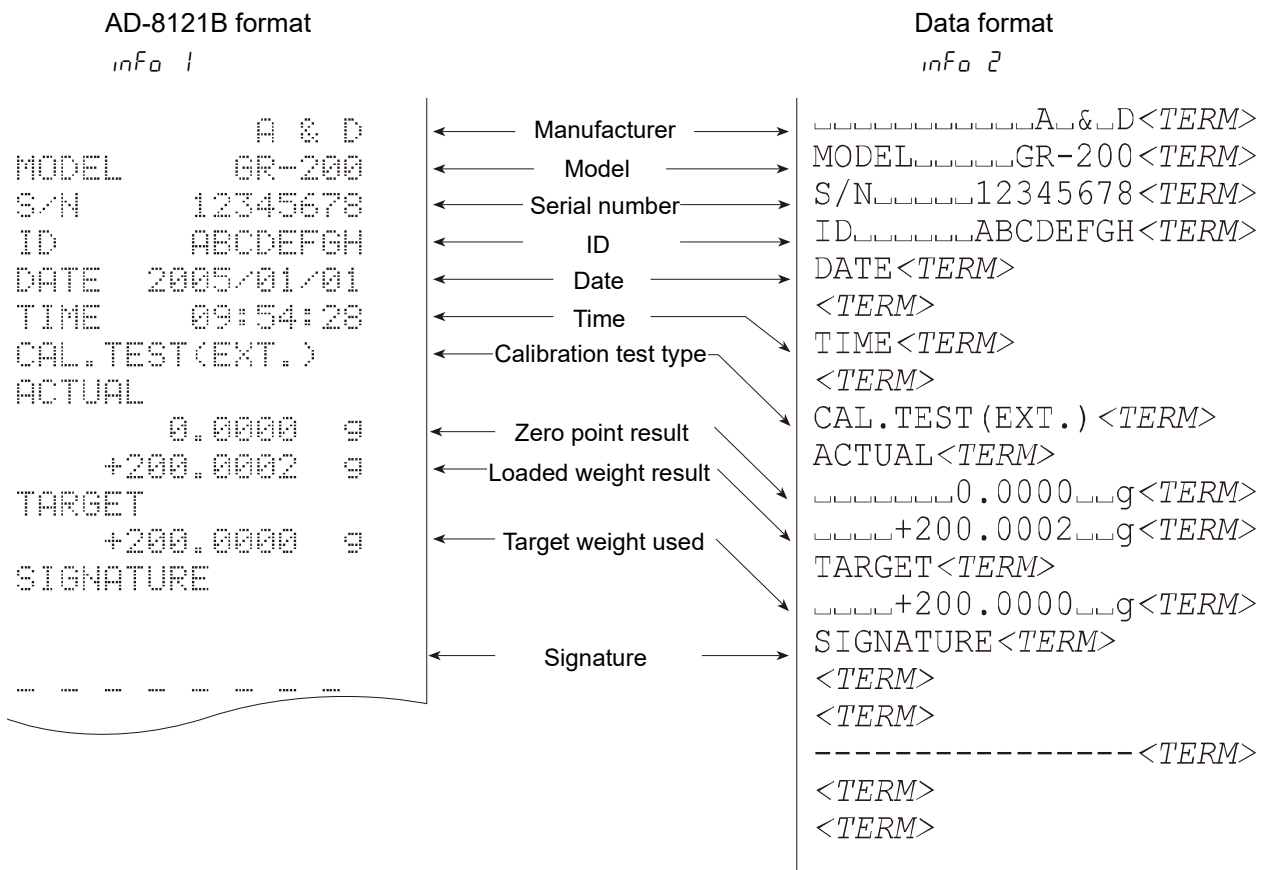 AD-8121B format
info 1
A & D
MODEL GR-200
S/N 12345678
ID ABCDEFGH
DATE 2005/01/01
TIME 09:54:28
CAL.TEST(EXT.)
ACTUAL
0.0000 g
+200.0002 g
TARGET
+200.0000 g
SIGNATURE
_ _ _ _ _ _ _ _
Manufacturer
Model
Serial number
ID
Date
Time
Calibration test type
Zero point result
Loaded weight result
Target weight used
Signature
Data format
info 2
␣␣␣␣␣␣␣␣␣␣␣A␣&␣D<TERM>
MODEL␣␣␣␣␣GR-200<TERM>
S/N␣␣␣␣␣12345678<TERM>
ID␣␣␣␣␣␣ABCDEFGH<TERM>
DATE<TERM>
<TERM>
TIME<TERM>
<TERM>
CAL.TEST(EXT.)<TERM>
ACTUAL<TERM>
␣␣␣␣␣␣␣0.0000␣␣g<TERM>
␣␣␣␣+200.0002␣␣g<TERM>
TARGET<TERM>
␣␣␣␣+200.0000␣␣g<TERM>
SIGNATURE<TERM>
<TERM>
<TERM>
----------------<TERM>
<TERM>
<TERM>